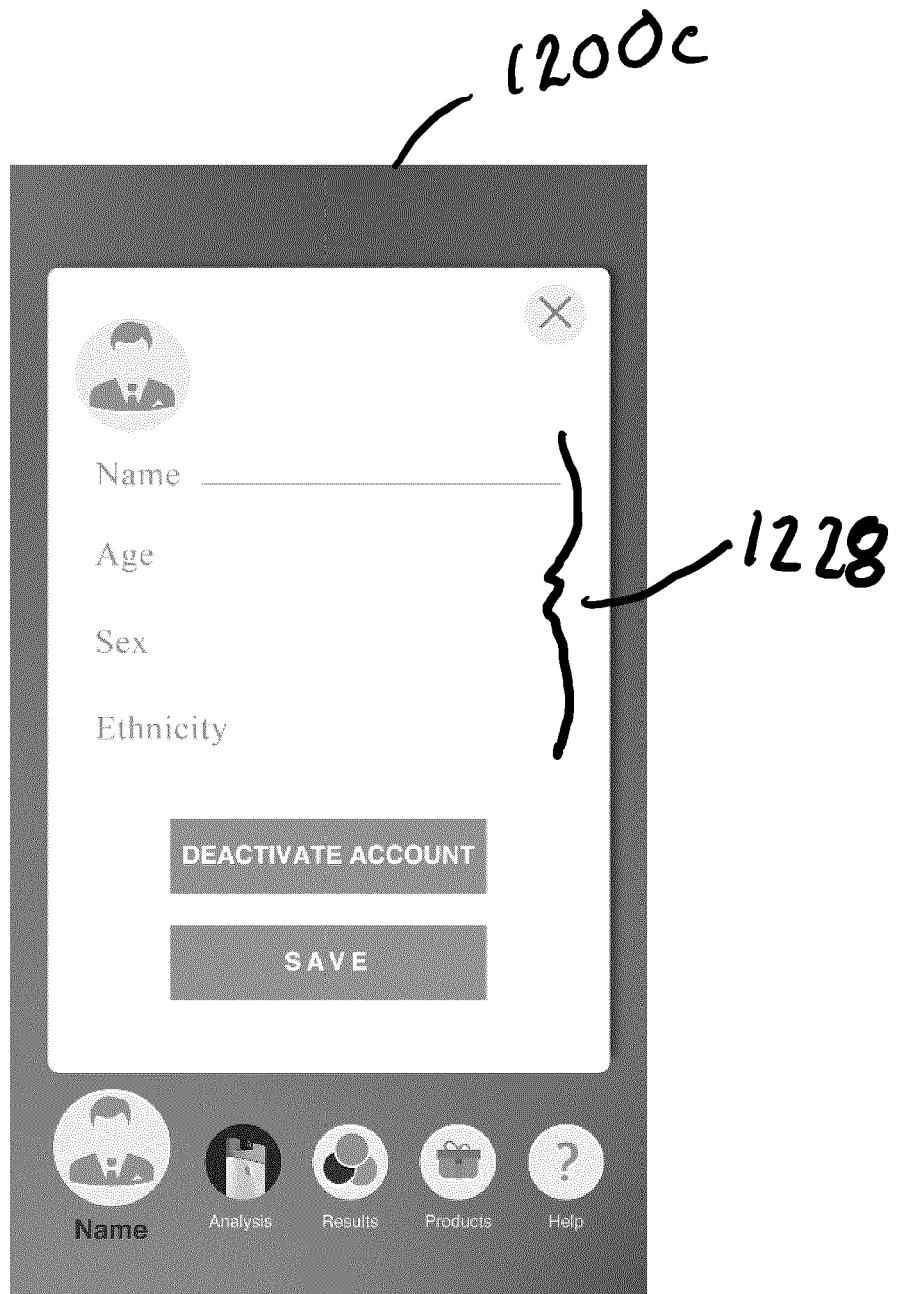 1200c
Name
Age
1228
Sex
Ethnicity
DEACTIVATE ACCOUNT
SAVE
Name
Analysis
Results
Products
Help
?